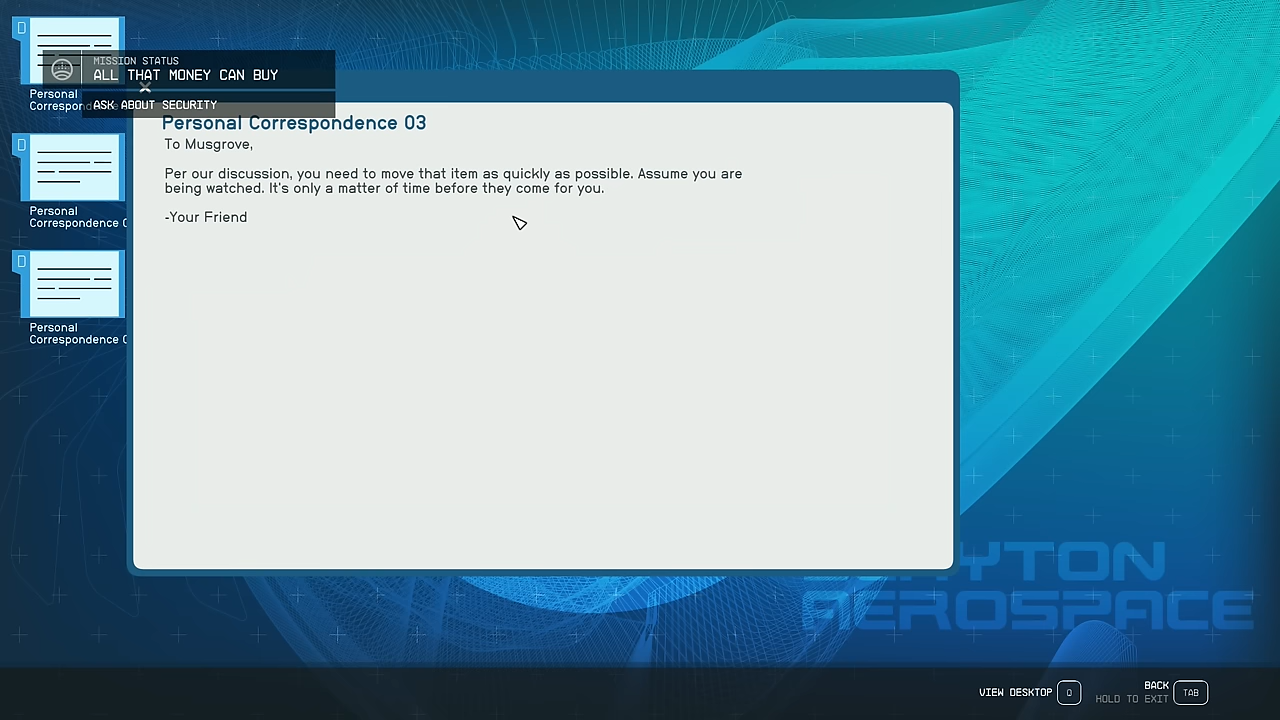 MISSION STATUS
ALL THAT MONEY CAN BUY
ASK ABOUT SECURITY
D
Personal
D
Personal
Correspondence
D
Personal
Correspondence
Personal Correspondence 03
To Musgrove,
Per our discussion, you need to move that item as quickly as possible. Assume you are
being watched. It's only a matter of time before they come for you.
-Your Friend
AEROSPACE
VIEW DESKTOP Q
BACK
HOLD TO EXIT TAB